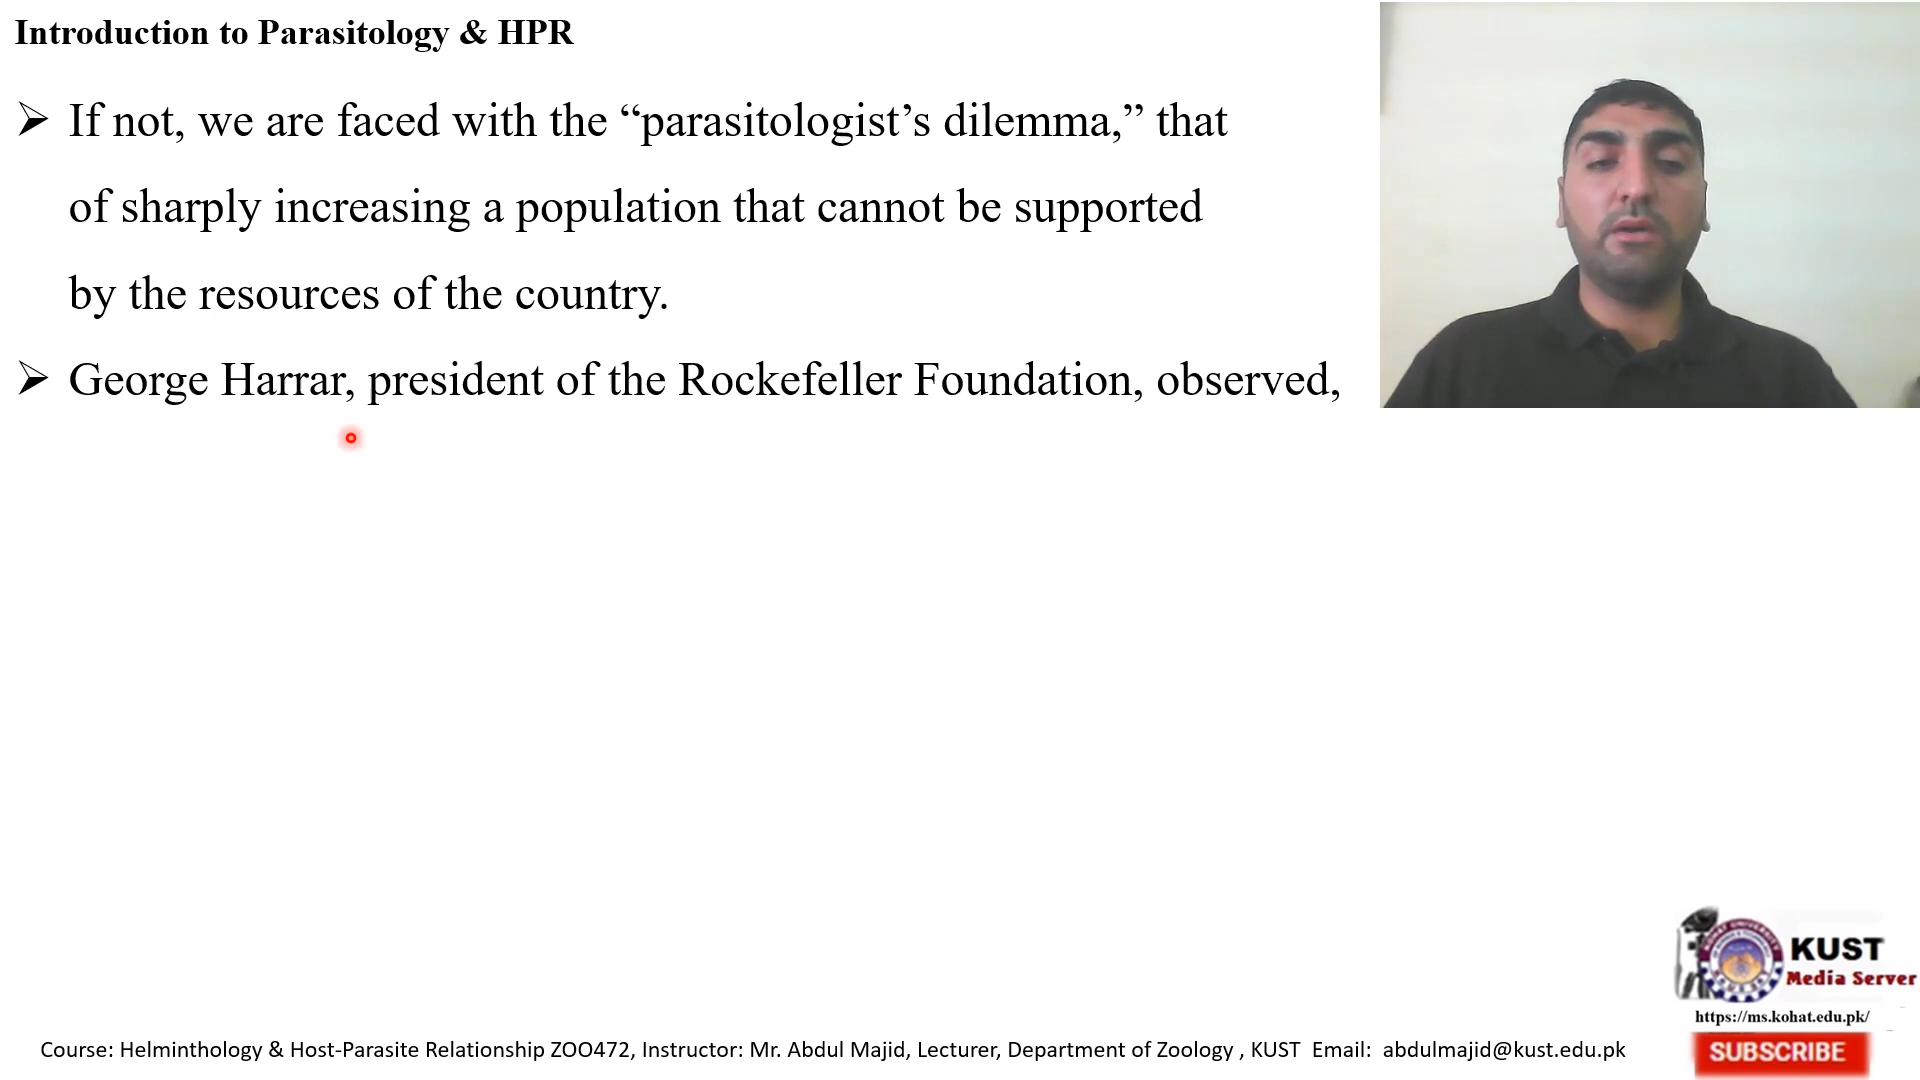 Introduction to Parasitology & HPR
➢ If not, we are faced with the “parasitologist’s dilemma,” that
of sharply increasing a population that cannot be supported
by the resources of the country.
➢ George Harrar, president of the Rockefeller Foundation, observed,
KUST
Media Server
https://ms.kohat.edu.pk/
SUBSCRIBE
Course: Helminthology & Host-Parasite Relationship ZOO472, Instructor: Mr. Abdul Majid, Lecturer, Department of Zoology , KUST  Email:  abdulmajid@kust.edu.pk